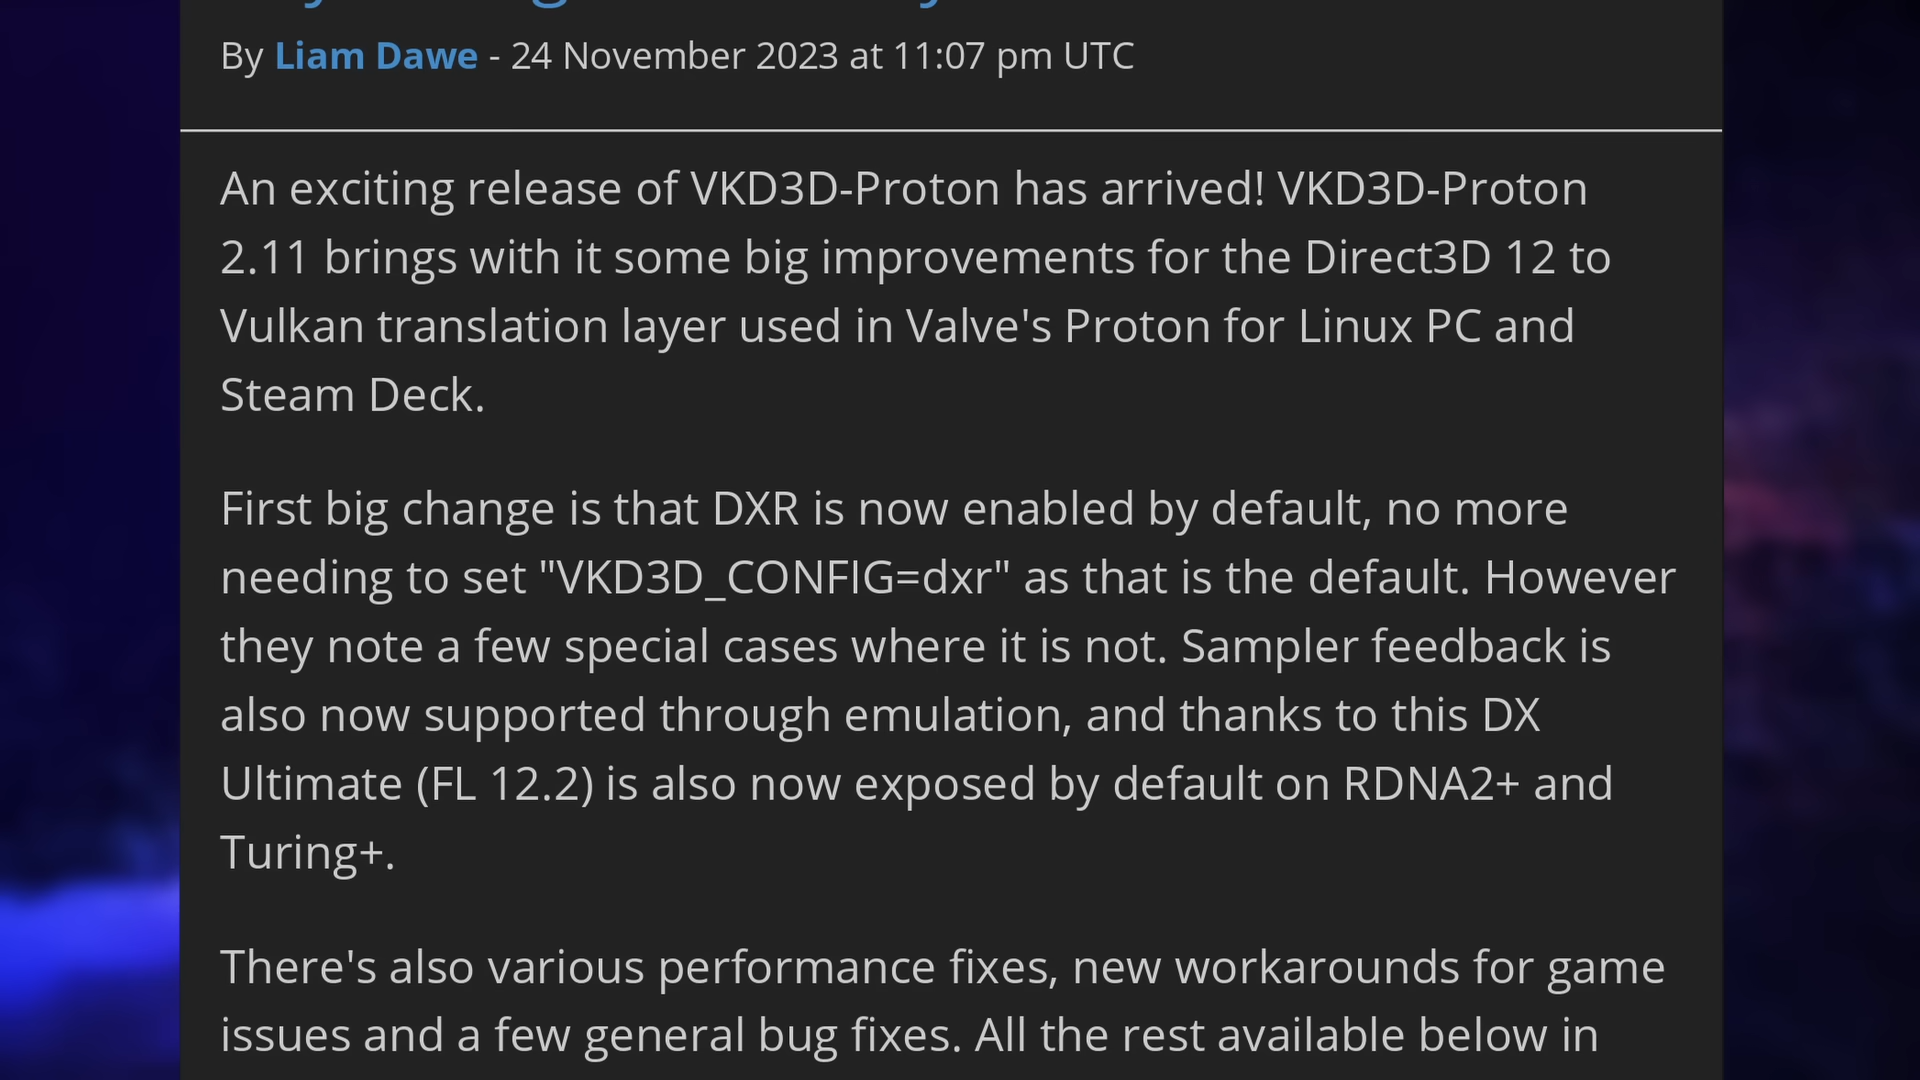 By Liam Dawe - 24 November 2023 at 11:07 pm UTC
An exciting release of VKD3D-Proton has arrived! VKD3D-Proton
2.11 brings with it some big improvements for the Direct3D 12 to
Vulkan translation layer used in Valve's Proton for Linux PC and
Steam Deck.
First big change is that DXR is now enabled by default, no more
needing to set "VKD3D_CONFIG=dxr" as that is the default. However
they note a few special cases where it is not. Sampler feedback is
also now supported through emulation, and thanks to this DX
Ultimate (FL 12.2) is also now exposed by default on RDNA2+ and
Turing+.
There's also various performance fixes, new workarounds for game
issues and a few general bug fixes. All the rest available below in